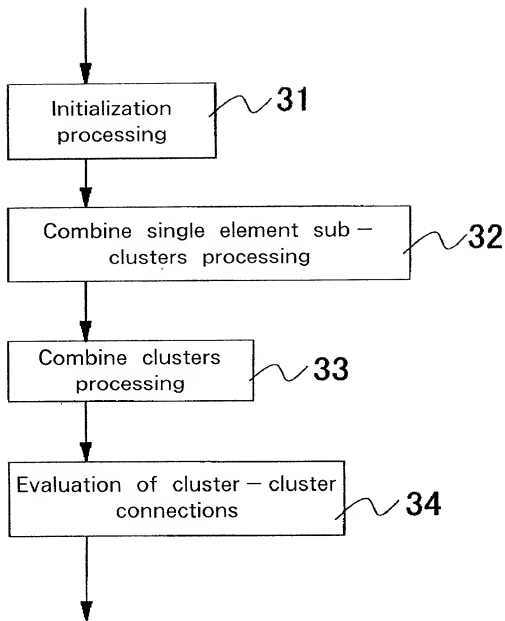 Initialization
processing
31
Combine single element sub－
clusters processing
32
Combine clusters
processing
33
Evaluation of cluster－cluster
connections
34